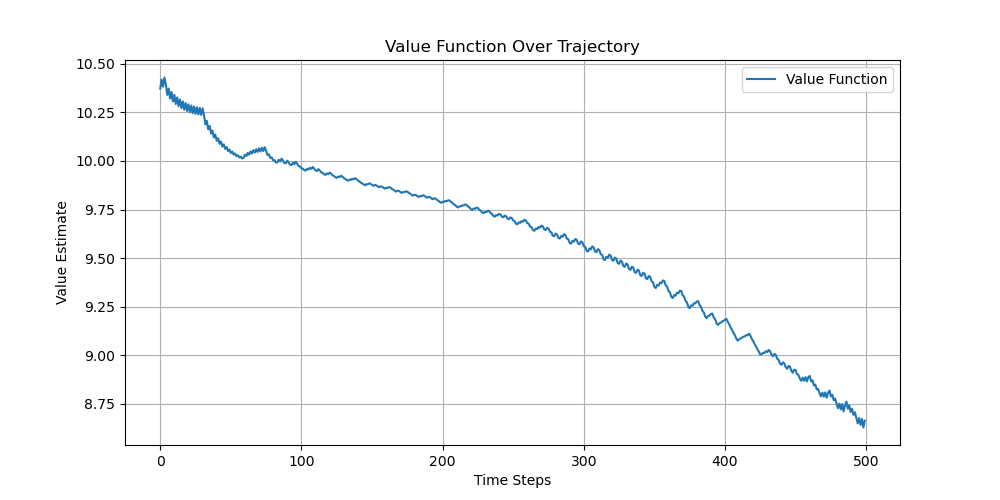 Value Function Over Trajectory
Value Function
Value Estimate
10.50
10.25
10.00
9.75
9.50
9.25
9.00
8.75
0 100 200 300 400 500
Time Steps